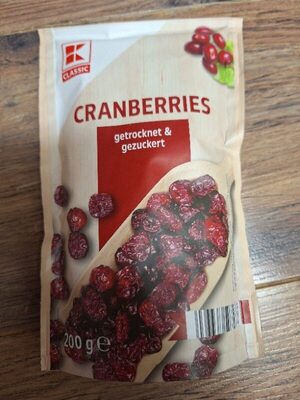 K
CLASSIC
CRANBERRIES
getrocknet &
gezuckert
200 g ℮